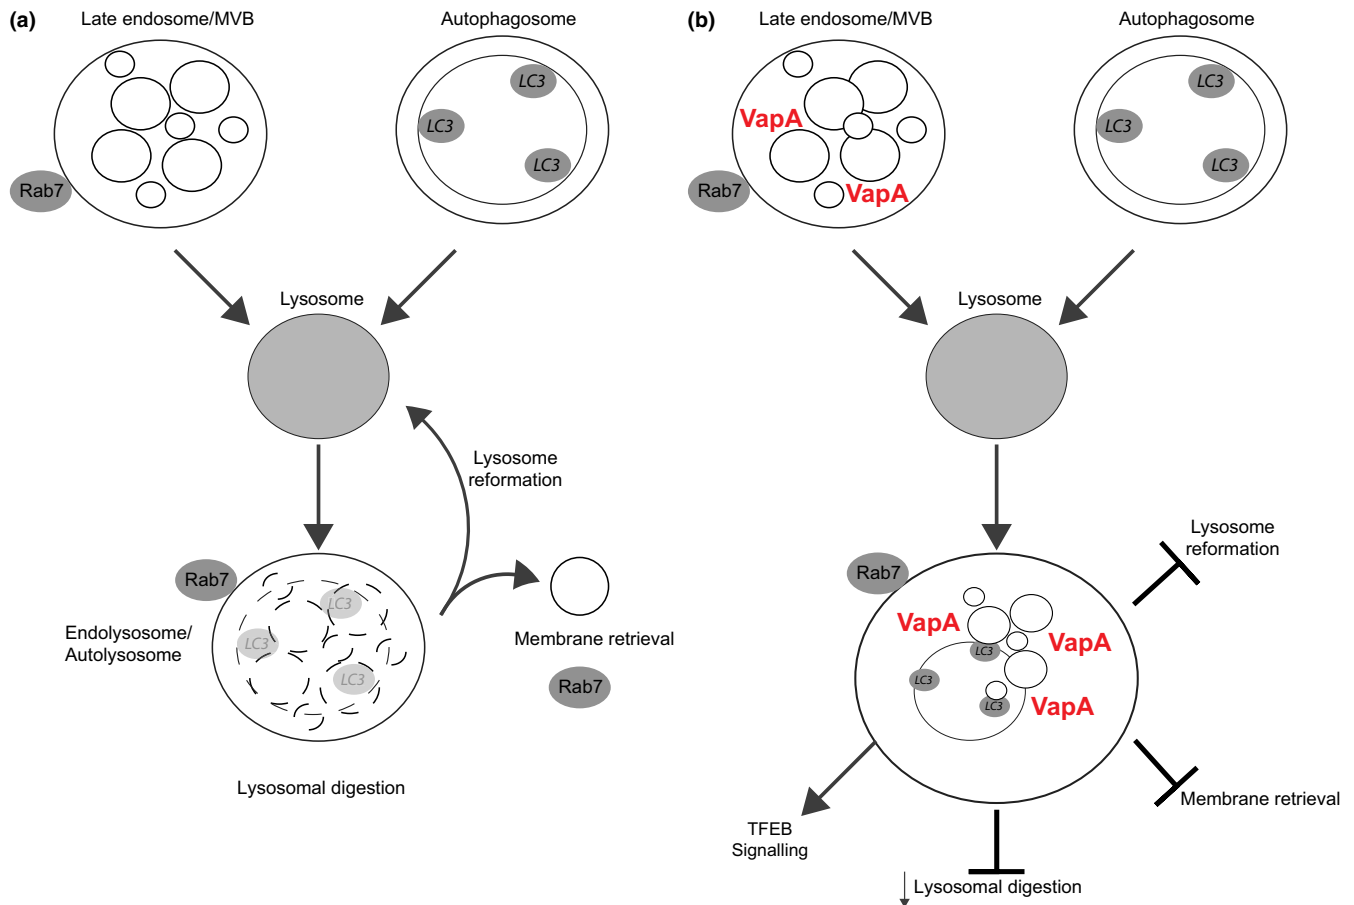 (a)
Late endosome/MVB
Autophagosome
LC3
LC3
LC3
Rab7
Lysosome
Lysosome
reformation
Rab7
LC3
LC3
LC3
Endolysosome/
Autolysosome
Membrane retrieval
Rab7
Lysosomal digestion
(b)
Late endosome/MVB
Autophagosome
VapA
VapA
Rab7
LC3
LC3
LC3
Lysosome
Lysosome
reformation
Rab7
VapA
VapA
LC3
LC3
LC3
VapA
Membrane retrieval
TFEB
Signalling
Lysosomal digestion